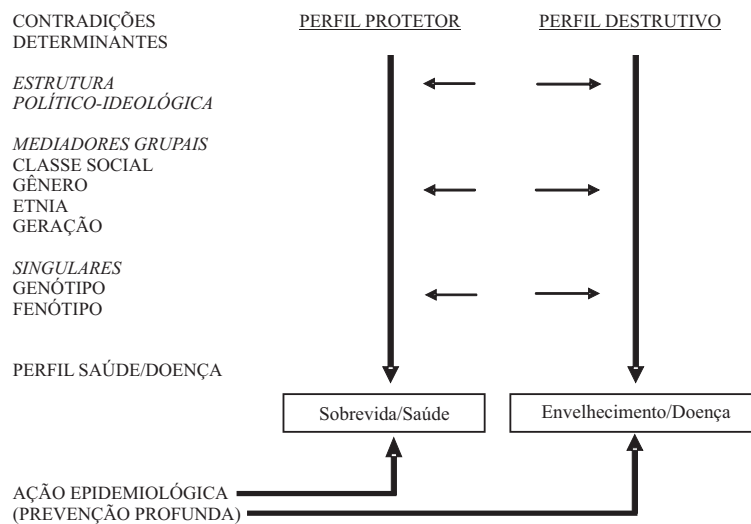 CONTRADIÇÕES
DETERMINANTES
PERFIL PROTETOR
PERFIL DESTRUTIVO
ESTRUTURA
POLÍTICO-IDEOLÓGICA
MEDIADORES GRUPAIS
CLASSE SOCIAL
GÊNERO
ETNIA
GERAÇÃO
SINGULARES
GENÓTIPO
FENÓTIPO
PERFIL SAÚDE/DOENÇA
Sobrevida/Saúde
Envelhecimento/Doença
AÇÃO EPIDEMIOLÓGICA
(PREVENÇÃO PROFUNDA)